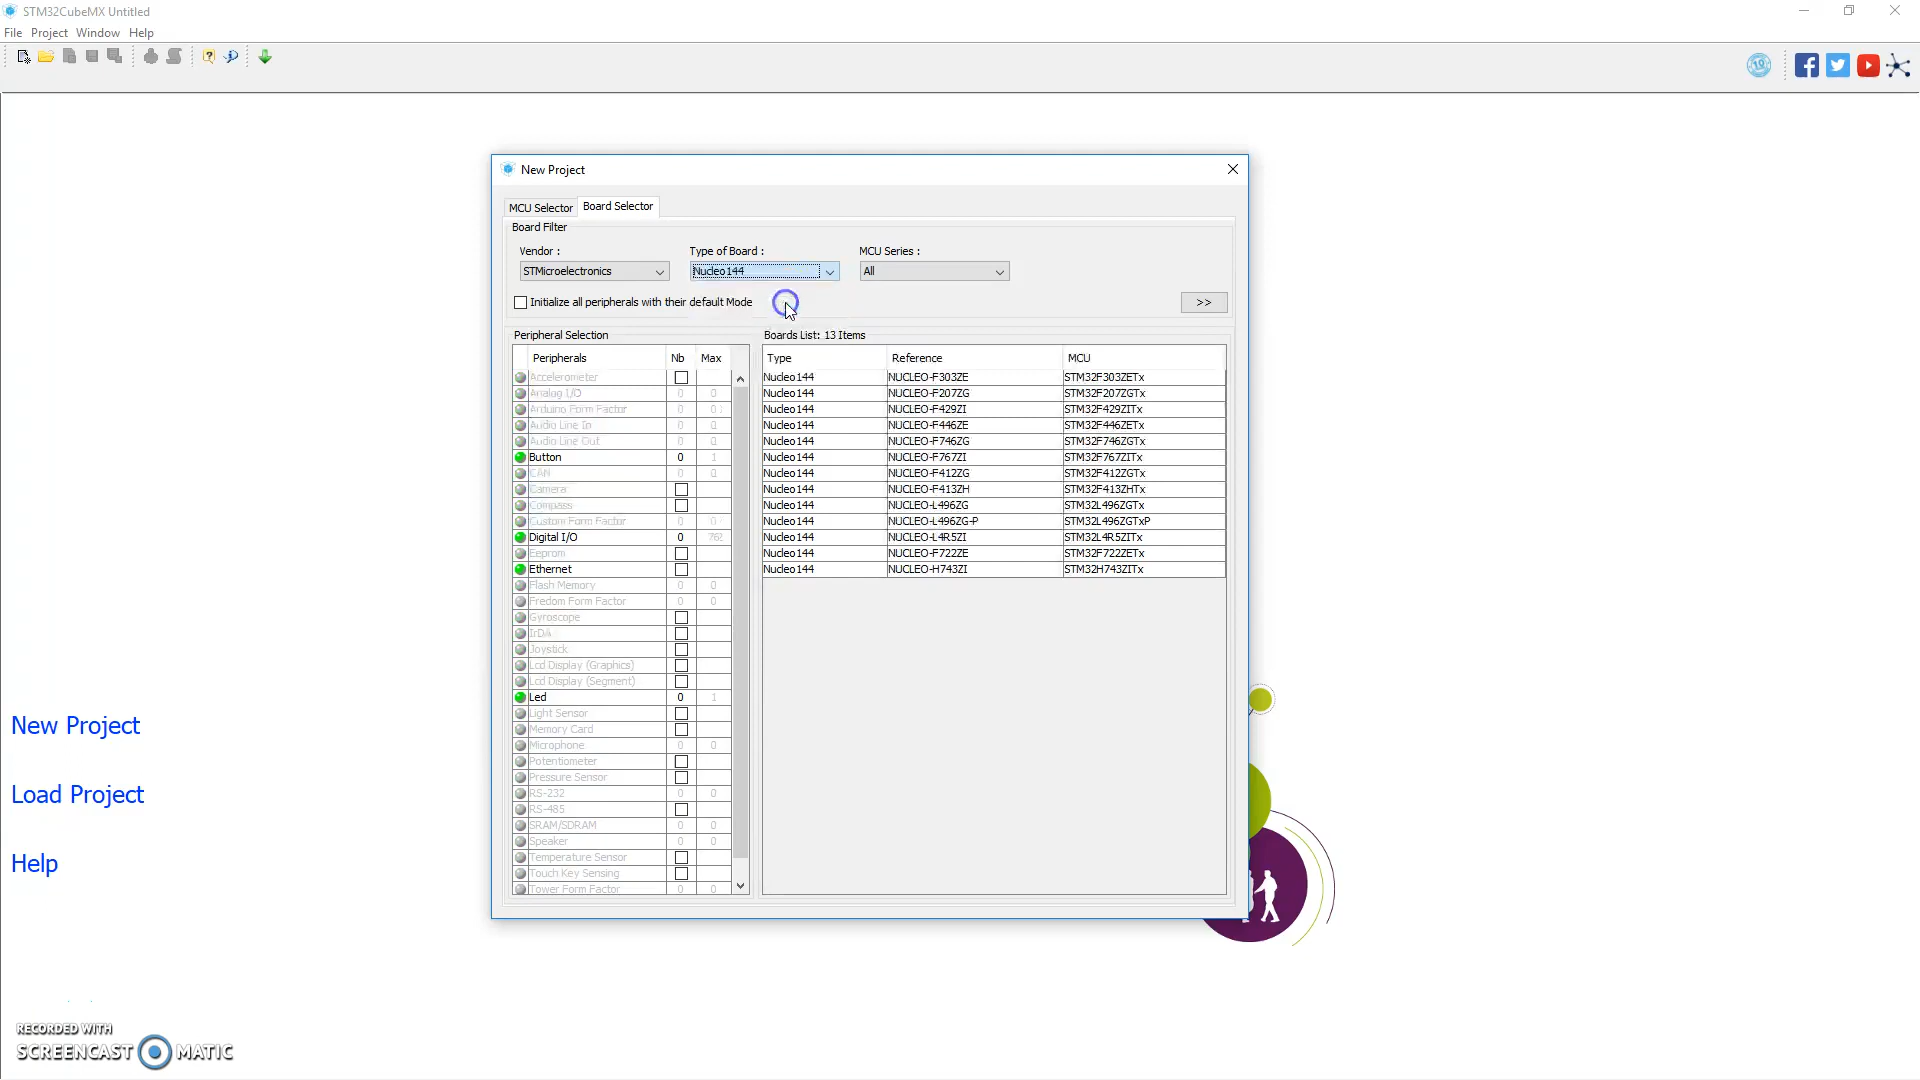 STM32CubeMX Untitled
File Project Window Help
New Project
MCU Selector Board Selector
Board Filter
Vendor : Type of Board : MCU Series :
STMicroelectronics Nucleo144 All
Initialize all peripherals with their default Mode >>
Peripheral Selection
Peripherals Nb Max
Accelerometer
Analog I/O 0 0
Arduino Form Factor 0 0
Audio Line In 0 0
Audio Line Out 0 0
Button 0 1
CAN 0 0
Camera
Compass
Custom Form Factor 0 0
Digital I/O 0
Eeprom
Ethernet
Flash Memory 0 0
Fredom Form Factor 0 0
Gyroscope
IrDA
Joystick
Lcd Display (Graphics)
Lcd Display (Segment)
Led 0 1
Light Sensor
Memory Card
Microphone 0 0
Potentiometer
Pressure Sensor
RS-232 0 0
RS-485
SRAM/SDRAM 0 0
Speaker 0 0
Temperature Sensor
Touch Key Sensing
Tower Form Factor 0 0
Boards List: 13 Items
Type Reference MCU
Nucleo144 NUCLEO-F303ZE STM32F303ZETx
Nucleo144 NUCLEO-F207ZG STM32F207ZGTx
Nucleo144 NUCLEO-F429ZI STM32F429ZITx
Nucleo144 NUCLEO-F446ZE STM32F446ZETx
Nucleo144 NUCLEO-F746ZG STM32F746ZGTx
Nucleo144 NUCLEO-F767ZI STM32F767ZITx
Nucleo144 NUCLEO-F412ZG STM32F412ZGTx
Nucleo144 NUCLEO-F413ZH STM32F413ZHTx
Nucleo144 NUCLEO-L496ZG STM32L496ZGTx
Nucleo144 NUCLEO-L496ZG-P STM32L496ZGTxP
Nucleo144 NUCLEO-L4R5ZI STM32L4R5ZITx
Nucleo144 NUCLEO-F722ZE STM32F722ZETx
Nucleo144 NUCLEO-H743ZI STM32H743ZITx
New Project
Load Project
Help
RECORDED WITH
SCREENCAST MATIC